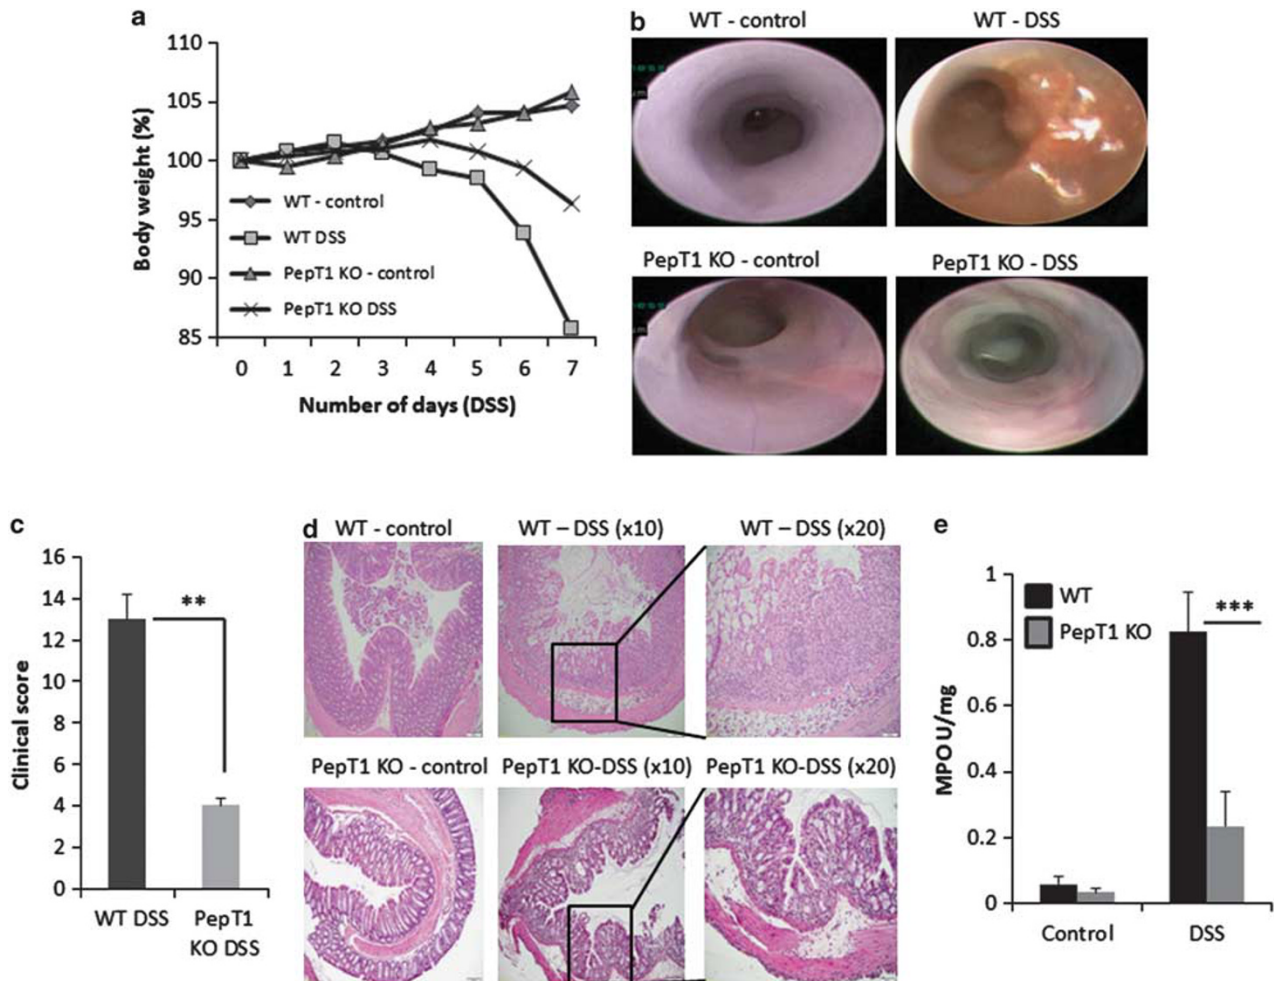 a
110
105
100
95
90
85
Body weight (%)
WT - control
WT DSS
PepT1 KO - control
PepT1 KO DSS
0 1 2 3 4 5 6 7
Number of days (DSS)
b
WT - control
WT - DSS
PepT1 KO - control
PepT1 KO - DSS
c
16
14
12
10
8
6
4
2
0
Clinical score
**
WT DSS
PepT1
KO DSS
d
WT - control
WT – DSS (x10)
WT – DSS (x20)
PepT1 KO - control
PepT1 KO-DSS (x10)
PepT1 KO-DSS (x20)
e
1
0.8
0.6
0.4
0.2
0
MPO U/mg
WT
PepT1 KO
***
Control
DSS